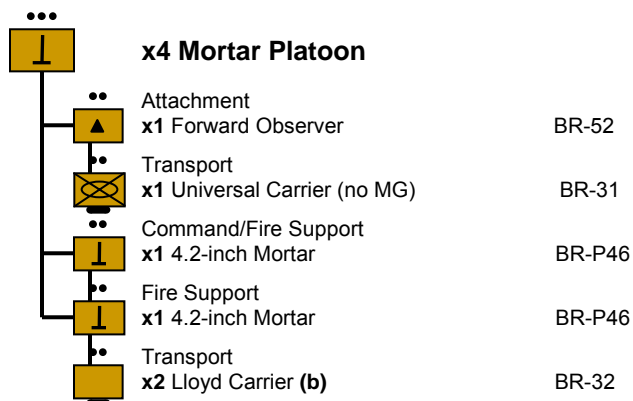 x4 Mortar Platoon
Attachment
x1 Forward Observer BR-52
Transport
x1 Universal Carrier (no MG) BR-31
Command/Fire Support
x1 4.2-inch Mortar BR-P46
Fire Support
x1 4.2-inch Mortar BR-P46
Transport
x2 Lloyd Carrier (b) BR-32